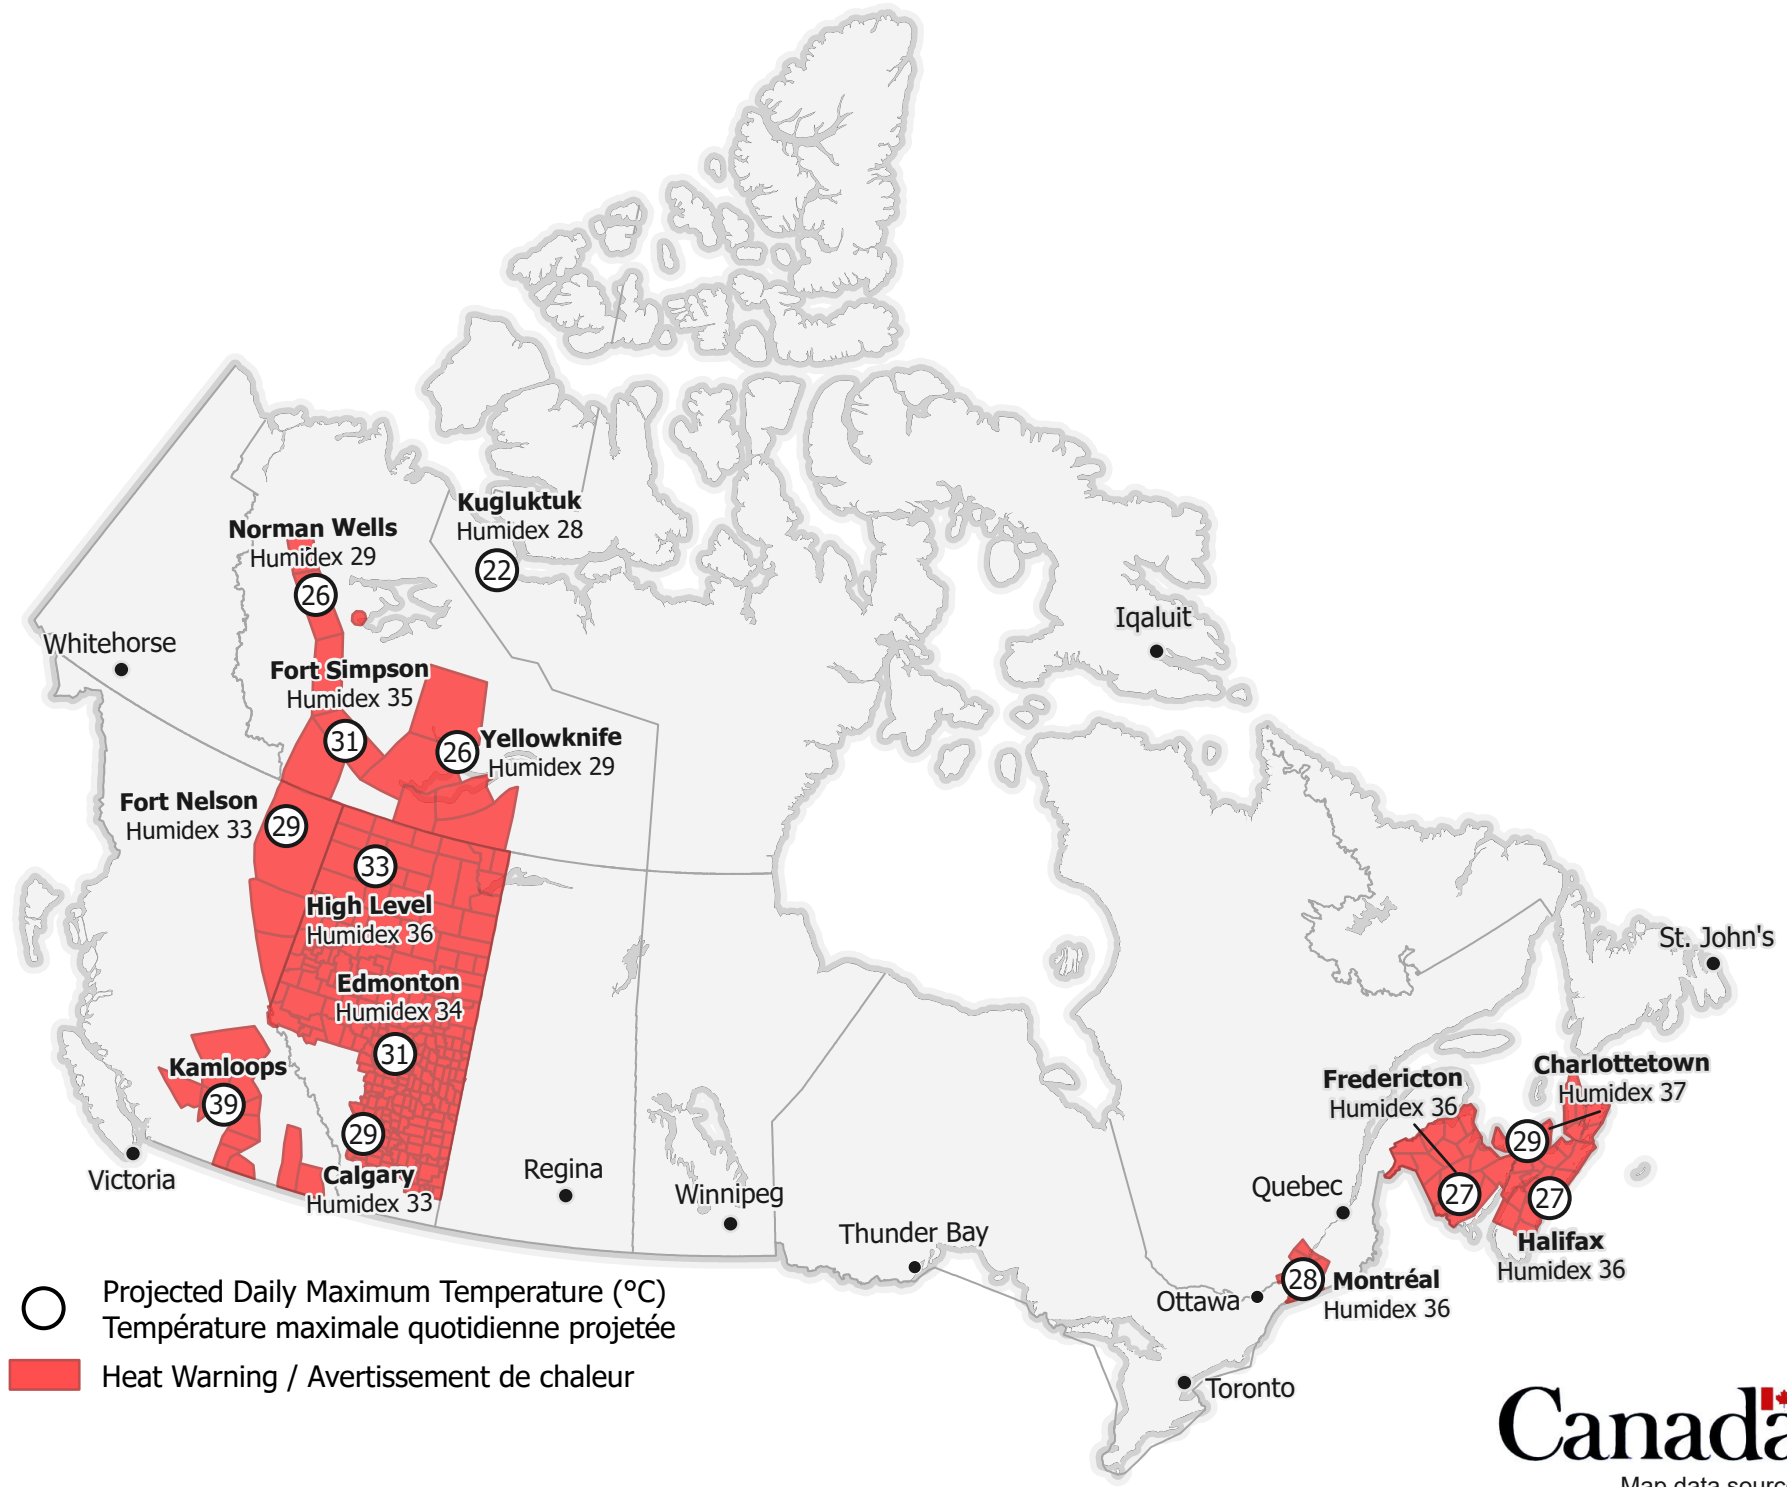 Kugluktuk
Humidex 28
22
Norman Wells
Humidex 29
26
Iqaluit
Whitehorse
Fort Simpson
Humidex 35
31
Yellowknife
Humidex 29
26
Fort Nelson
Humidex 33
29
33
High Level
Humidex 36
St. John's
Edmonton
Humidex 34
31
Kamloops
39
Charlottetown
Humidex 37
29
Fredericton
Humidex 36
27
29
Calgary
Humidex 33
Victoria
Regina
Winnipeg
Quebec
27
Halifax
Humidex 36
Thunder Bay
28
Montréal
Humidex 36
Ottawa
Toronto
Projected Daily Maximum Temperature (°C)
Température maximale quotidienne projetée
Heat Warning / Avertissement de chaleur
Canada
Map data source